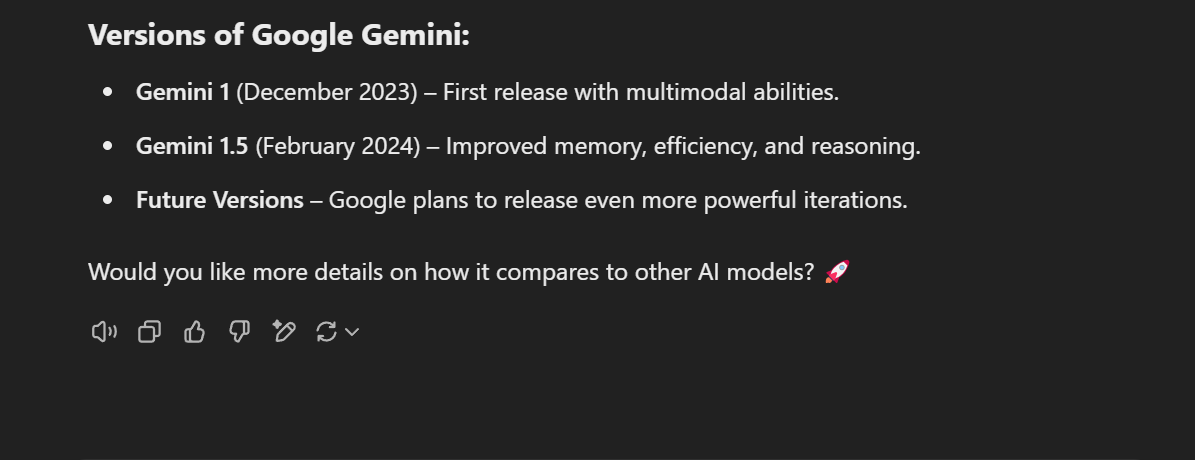 Versions of Google Gemini:
• Gemini 1 (December 2023) – First release with multimodal abilities.
• Gemini 1.5 (February 2024) – Improved memory, efficiency, and reasoning.
• Future Versions – Google plans to release even more powerful iterations.
Would you like more details on how it compares to other AI models? 🚀